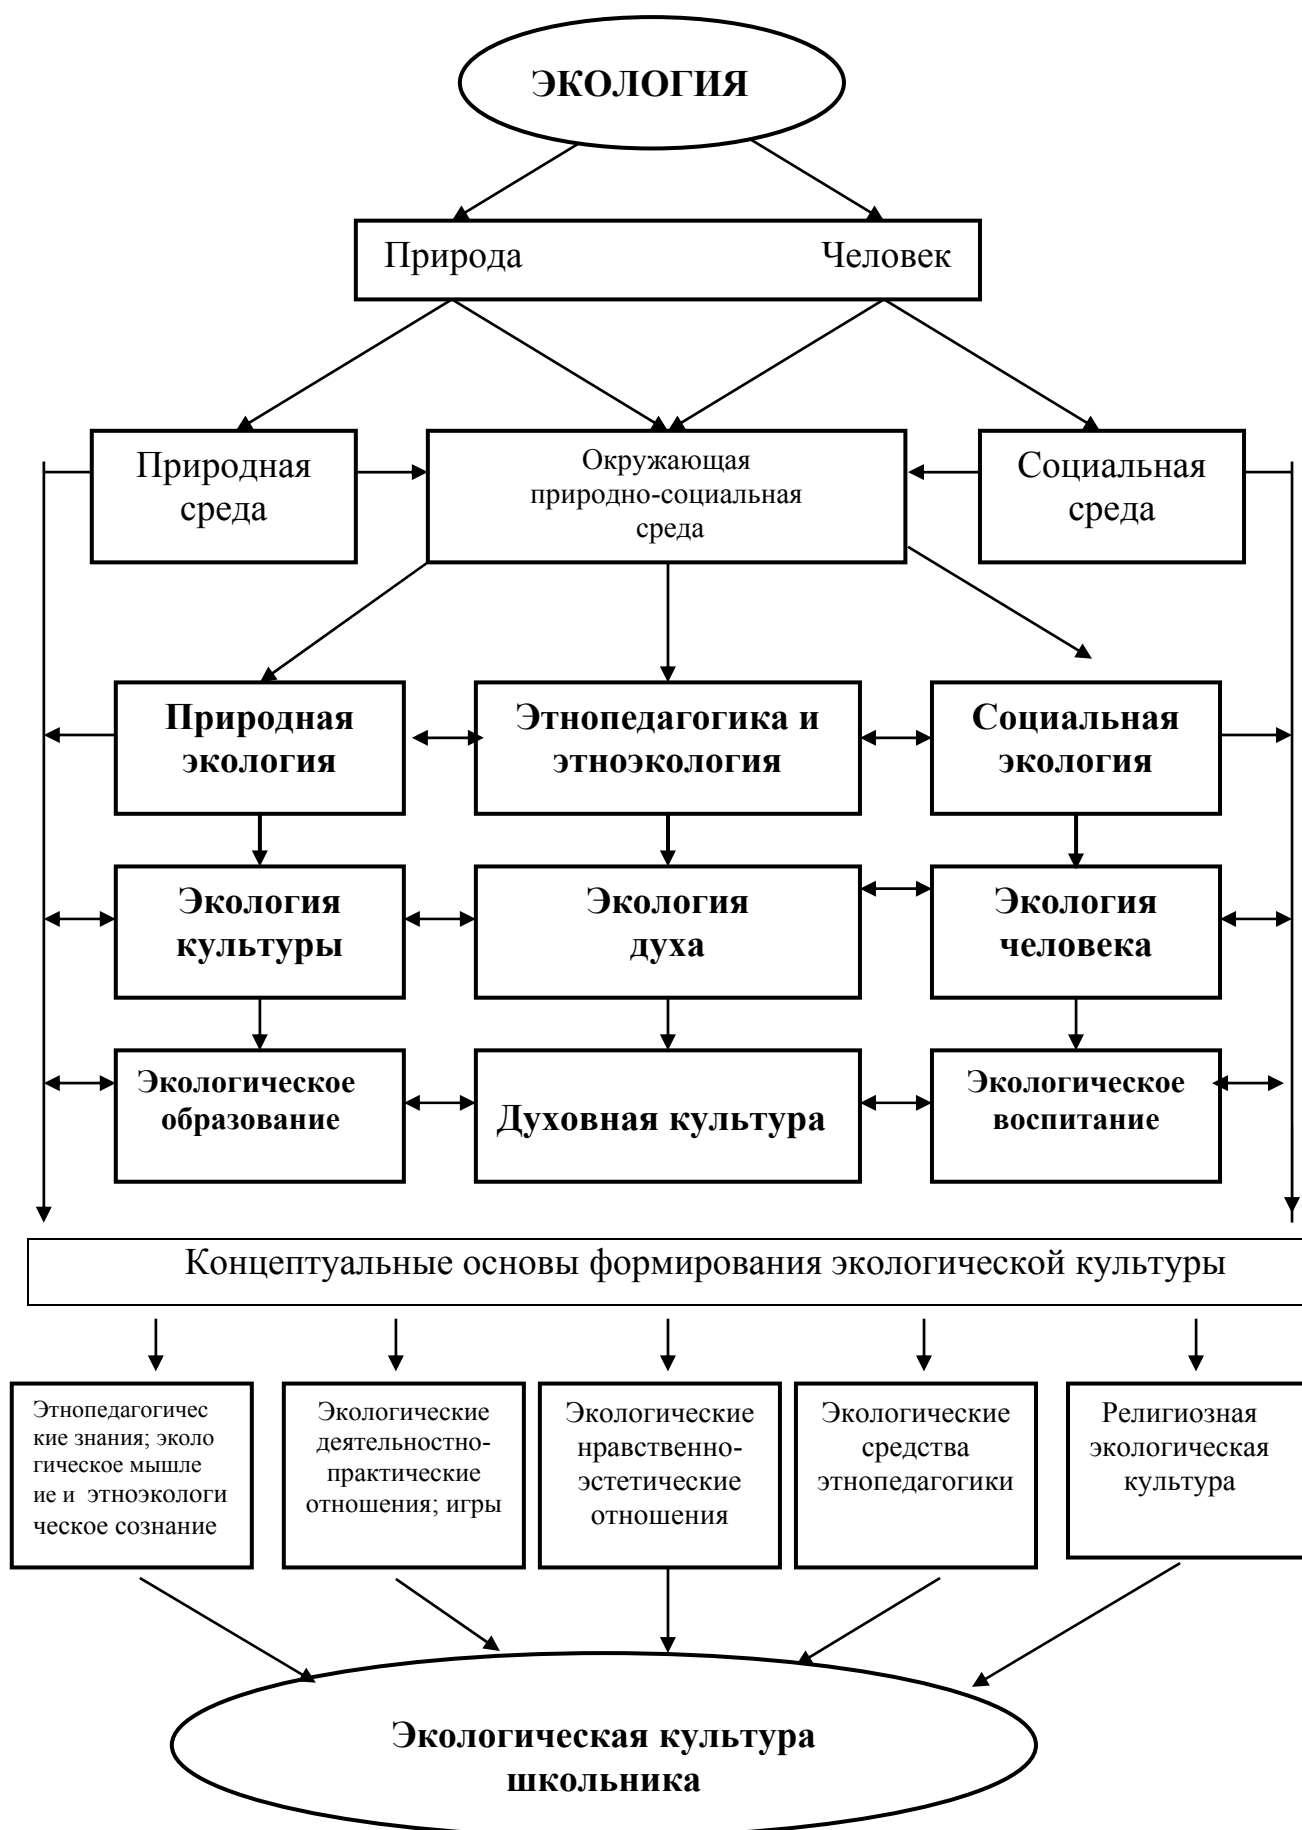 ЭКОЛОГИЯ
Природа Человек
Природная
среда
Окружающая
природно-социальная
среда
Социальная
среда
Природная
экология
Этнопедагогика и
этноэкология
Социальная
экология
Экология
культуры
Экология
духа
Экология
человека
Экологическое
образование
Духовная культура
Экологическое
воспитание
Концептуальные основы формирования экологической культуры
Этнопедагогичес
кие знания; эколо
гическое мышле
ие и этноэкологи
ческое сознание
Экологические
деятельностно-
практические
отношения; игры
Экологические
нравственно-
эстетические
отношения
Экологические
средства
этнопедагогики
Религиозная
экологическая
культура
Экологическая культура
школьника